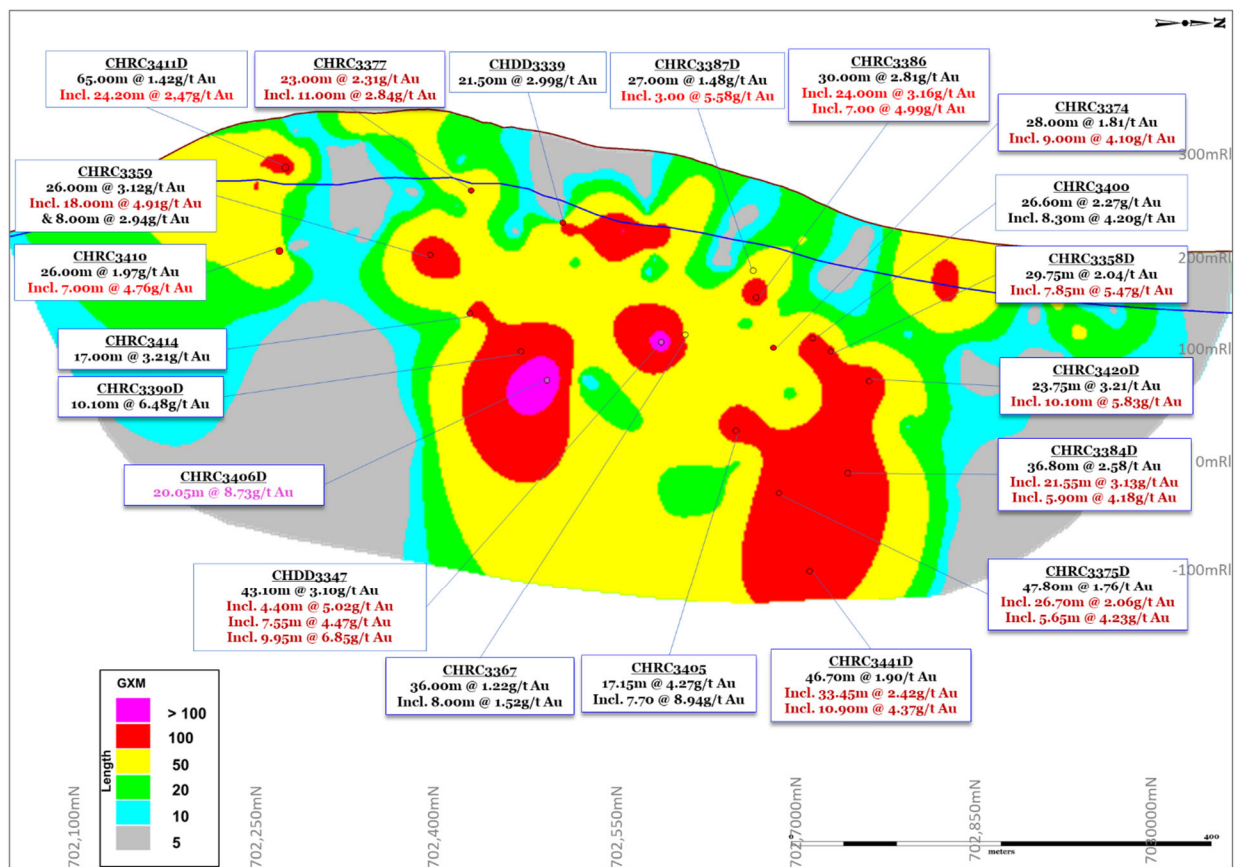 N
CHRC3411D
65.00m @ 1.42g/t Au
Incl. 24.20m @ 2,47g/t Au
CHRC3377
23.00m @ 2.31g/t Au
Incl. 11.00m @ 2.84g/t Au
CHDD3339
21.50m @ 2.99g/t Au
CHRC3387D
27.00m @ 1.48g/t Au
Incl. 3.00 @ 5.58g/t Au
CHRC3386
30.00m @ 2.81g/t Au
Incl. 24.00m @ 3.16g/t Au
Incl. 7.00 @ 4.99g/t Au
CHRC3374
28.00m @ 1.81/t Au
Incl. 9.00m @ 4.10g/t Au
300mRl
CHRC3359
26.00m @ 3.12g/t Au
Incl. 18.00m @ 4.91g/t Au
& 8.00m @ 2.94g/t Au
CHRC3400
26.60m @ 2.27g/t Au
Incl. 8.30m @ 4.20g/t Au
CHRC3410
26.00m @ 1.97g/t Au
Incl. 7.00m @ 4.76g/t Au
CHRC3358D
29.75m @ 2.04/t Au
Incl. 7.85m @ 5.47g/t Au
200mRl
CHRC3414
17.00m @ 3.21g/t Au
100mRl
CHRC3390D
10.10m @ 6.48g/t Au
CHRC3420D
23.75m @ 3.21/t Au
Incl. 10.10m @ 5.83g/t Au
CHRC3406D
20.05m @ 8.73g/t Au
CHRC3384D
36.80m @ 2.58/t Au
Incl. 21.55m @ 3.13g/t Au
Incl. 5.90m @ 4.18g/t Au
0mRl
CHDD3347
43.10m @ 3.10g/t Au
Incl. 4.40m @ 5.02g/t Au
Incl. 7.55m @ 4.47g/t Au
Incl. 9.95m @ 6.85g/t Au
CHRC3375D
47.80m @ 1.76/t Au
Incl. 26.70m @ 2.06g/t Au
Incl. 5.65m @ 4.23g/t Au
-100mRl
CHRC3367
36.00m @ 1.22g/t Au
Incl. 8.00m @ 1.52g/t Au
CHRC3405
17.15m @ 4.27g/t Au
Incl. 7.70 @ 8.94g/t Au
CHRC3441D
46.70m @ 1.90/t Au
Incl. 33.45m @ 2.42g/t Au
Incl. 10.90m @ 4.37g/t Au
GXM
Length
> 100
100
50
20
10
5
702,100mN
702,250mN
702,400mN
702,550mN
702,7000mN
702,850mN
7030000mN
0
400
meters